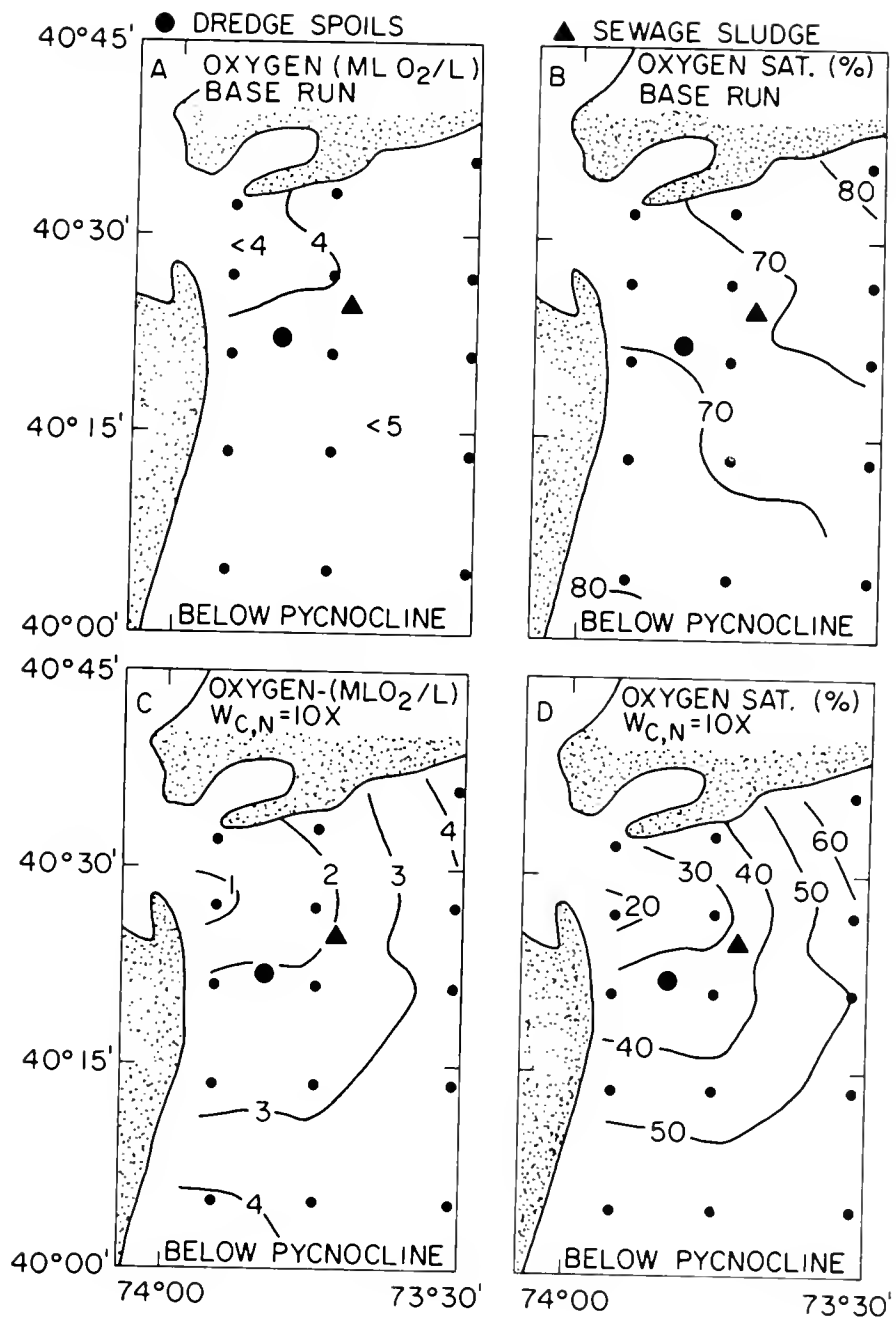 ● DREDGE SPOILS
▲ SEWAGE SLUDGE
40°45'
40°30'
40°15'
40°00'
A OXYGEN (ML O₂/L)
BASE RUN
<4
4
<5
BELOW PYCNOCLINE
B OXYGEN SAT. (%)
BASE RUN
80
70
70
80
BELOW PYCNOCLINE
40°45'
40°30'
40°15'
40°00'
C OXYGEN-(MLO₂/L)
W_C,N=10X
4
1
2
3
3
4
BELOW PYCNOCLINE
74°00'
73°30'
D OXYGEN SAT. (%)
W_C,N=10X
60
30
40
50
20
40
50
BELOW PYCNOCLINE
74°00'
73°30'